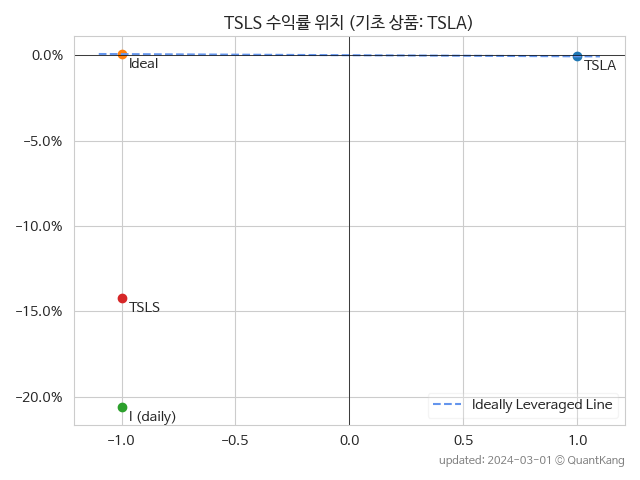 TSLS 수익률 위치 (기초 상품: TSLA)
0.0%
-5.0%
-10.0%
-15.0%
-20.0%
Ideal
TSLA
TSLS
I (daily)
Ideally Leveraged Line
-1.0
-0.5
0.0
0.5
1.0
updated: 2024-03-01 © QuantKang